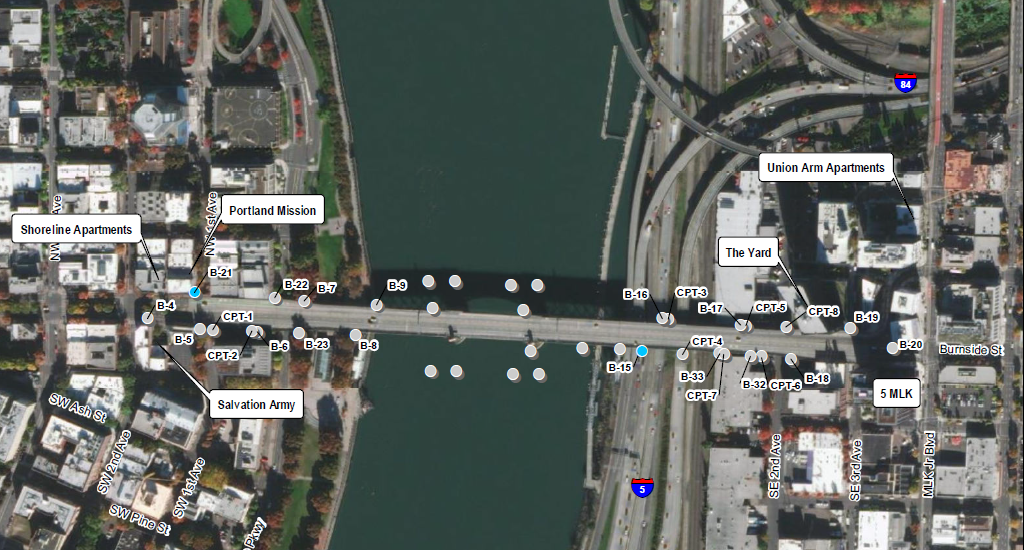 84
Union Arm Apartments
NW 1st Ave
Ave
Portland Mission
Shoreline Apartments
The Yard
B-21
B-22
B-7
B-9
B-4
B-16
CPT-3
B-17
CPT-5
CPT-8
B-19
CPT-1
B-5
CPT-2
B-6
B-23
B-8
CPT-4
B-15
B-20
Burnside St
B-33
CPT-7
B-32
CPT-6
B-18
5 MLK
Salvation Army
SW Ash St
SW 2nd Ave
SW 1st Ave
SW Pine St
Pkwy
5
SE 2nd Ave
SE 3rd Ave
MLK Jr Blvd